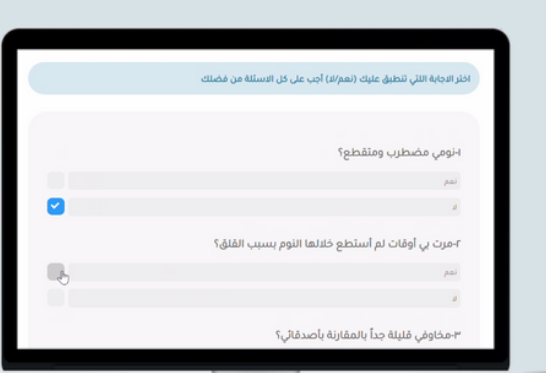 اختر الاجابة اللتي تنطبق عليك (نعم/لا) أجب على كل الاسئلة من فضلك
١-نومي مضطرب ومتقطع؟
نعم
لا
٢-مرت بي أوقات لم أستطع خلالها النوم بسبب القلق؟
نعم
لا
٣-مخاوفي قليلة جداً بالمقارنة بأصدقائي؟